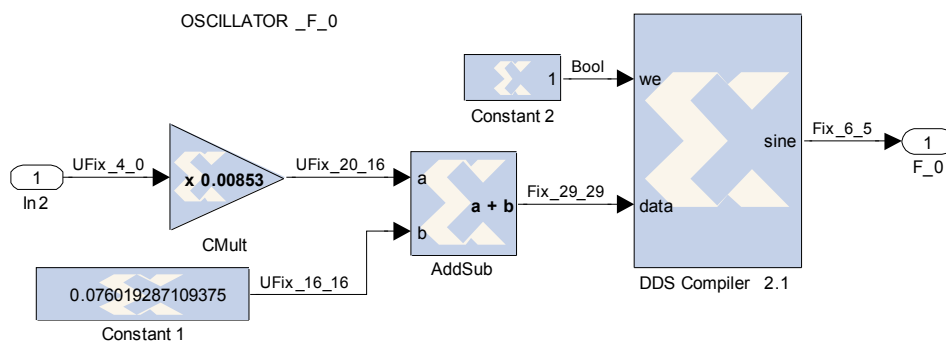 OSCILLATOR _F_0
1
In2
UFix_4_0
x 0.00853
CMult
UFix_20_16
0.076019287109375
Constant 1
UFix_16_16
a
b
a + b
AddSub
Fix_29_29
1
Constant 2
Bool
we
data
sine
DDS Compiler 2.1
Fix_6_5
1
F_0